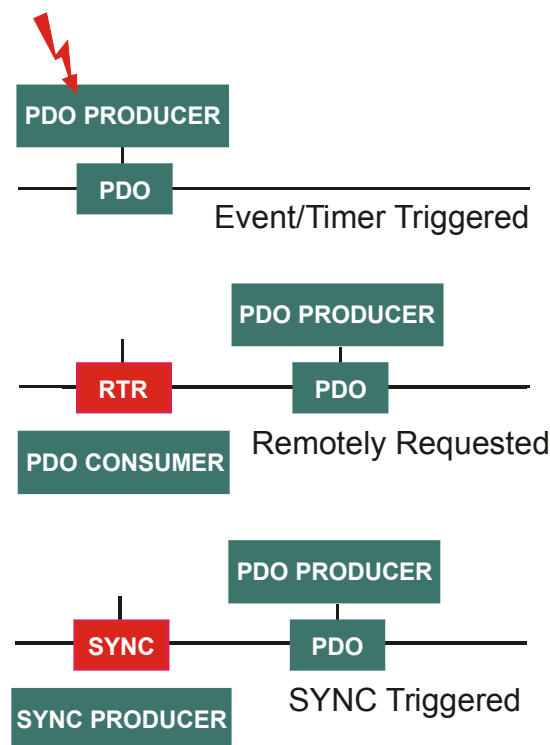 PDO PRODUCER
PDO
Event/Timer Triggered
PDO PRODUCER
RTR
PDO
PDO CONSUMER
Remotely Requested
PDO PRODUCER
SYNC
PDO
SYNC PRODUCER
SYNC Triggered